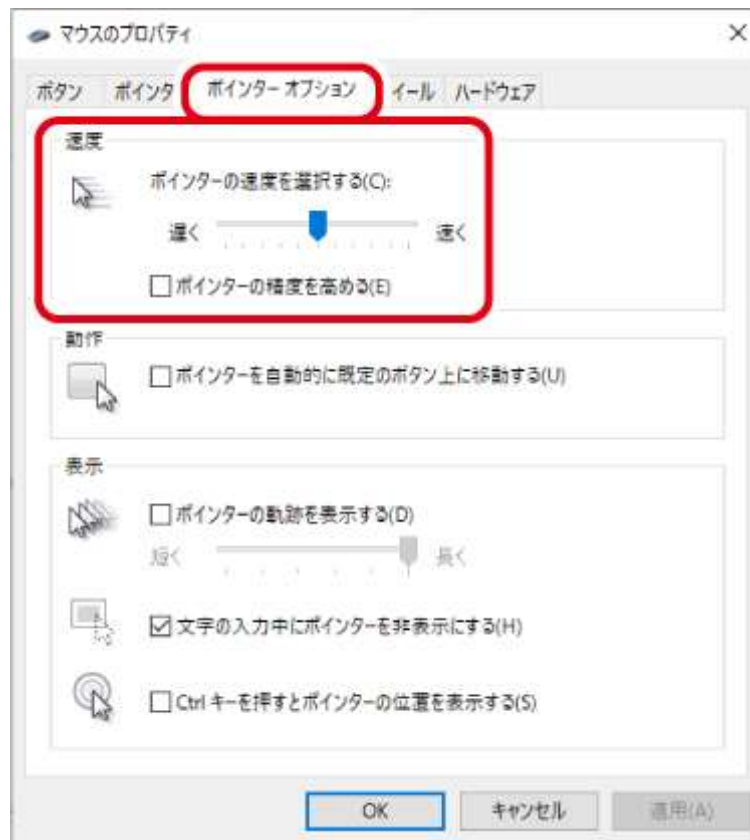 マウスのプロパティ
ボタン ポインタ ポインター オプション イール ハードウェア
速度
ポインターの速度を選択する(C):
遅く 速く
ポインターの精度を高める(E)
動作
ポインターを自動的に既定のボタン上に移動する(U)
表示
ポインターの軌跡を表示する(D)
短く 長く
文字の入力中にポインターを非表示にする(H)
Ctrl キーを押すとポインターの位置を表示する(S)
OK キャンセル 適用(A)